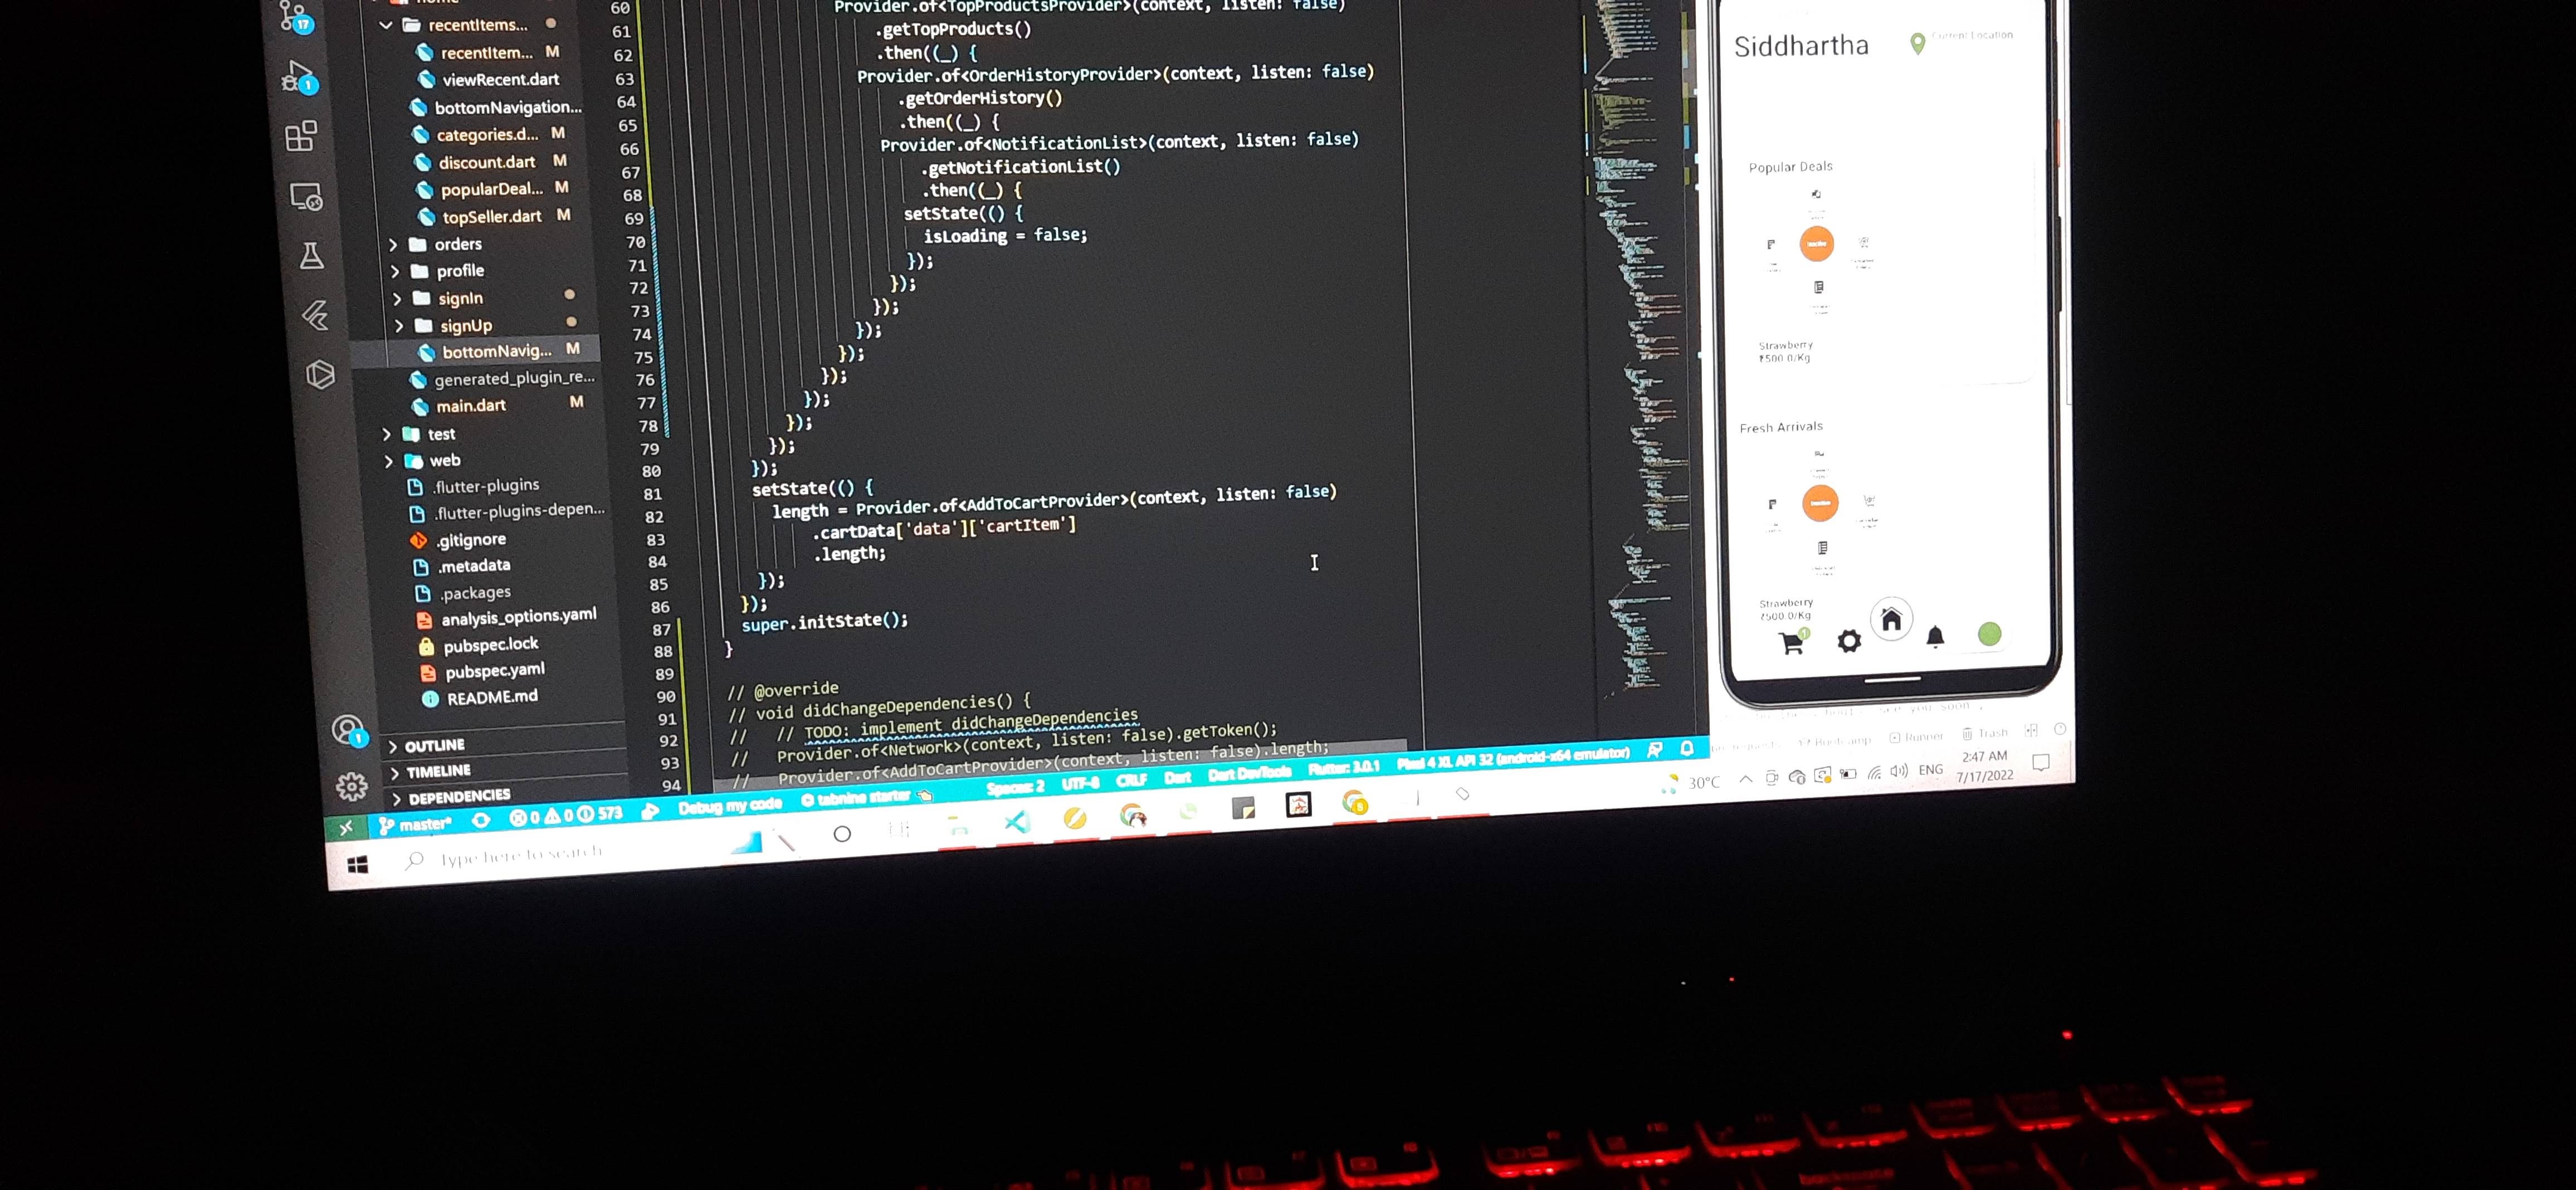 17
1
recentItems...
recentItem... M
viewRecent.dart
bottomNavigation...
categories.d... M
discount.dart M
popularDeal... M
topSeller.dart M
orders
profile
signIn
signUp
bottomNavig... M
generated_plugin_re...
main.dart M
test
web
.flutter-plugins
.flutter-plugins-depen...
.gitignore
.metadata
.packages
analysis_options.yaml
pubspec.lock
pubspec.yaml
README.md
OUTLINE
TIMELINE
DEPENDENCIES
1
60 Provider.of<TopProductsProvider>(context, listen: false)
61 .getTopProducts()
62 .then((_) {
63 Provider.of<OrderHistoryProvider>(context, listen: false)
64 .getOrderHistory()
65 .then((_) {
66 Provider.of<NotificationList>(context, listen: false)
67 .getNotificationList()
68 .then((_) {
69 setState(() {
70 isLoading = false;
71 });
72 });
73 });
74 });
75 });
76 });
77 });
78 });
79 });
80 });
81 setState(() {
82 length = Provider.of<AddToCartProvider>(context, listen: false)
83 .cartData['data']['cartItem']
84 .length;
85 });
86 });
87 super.initState();
88 }
89
90 // @override
91 // void didChangeDependencies() {
92 // // TODO: implement didChangeDependencies
93 // Provider.of<Network>(context, listen: false).getToken();
94 // Provider.of<AddToCartProvider>(context, listen: false).length;
master* 0 0 573 Debug my code tabnine starter Spaces: 2 UTF-8 CRLF Dart Dart DevTools Flutter: 3.0.1 Pixel 4 XL API 32 (android-x64 emulator)
Siddhartha
Current Location
Popular Deals
Strawberry
₹500.0/Kg
Fresh Arrivals
Strawberry
₹500.0/Kg
Runner Trash
Type here to search
30°C ENG
2:47 AM
7/17/2022
backspace